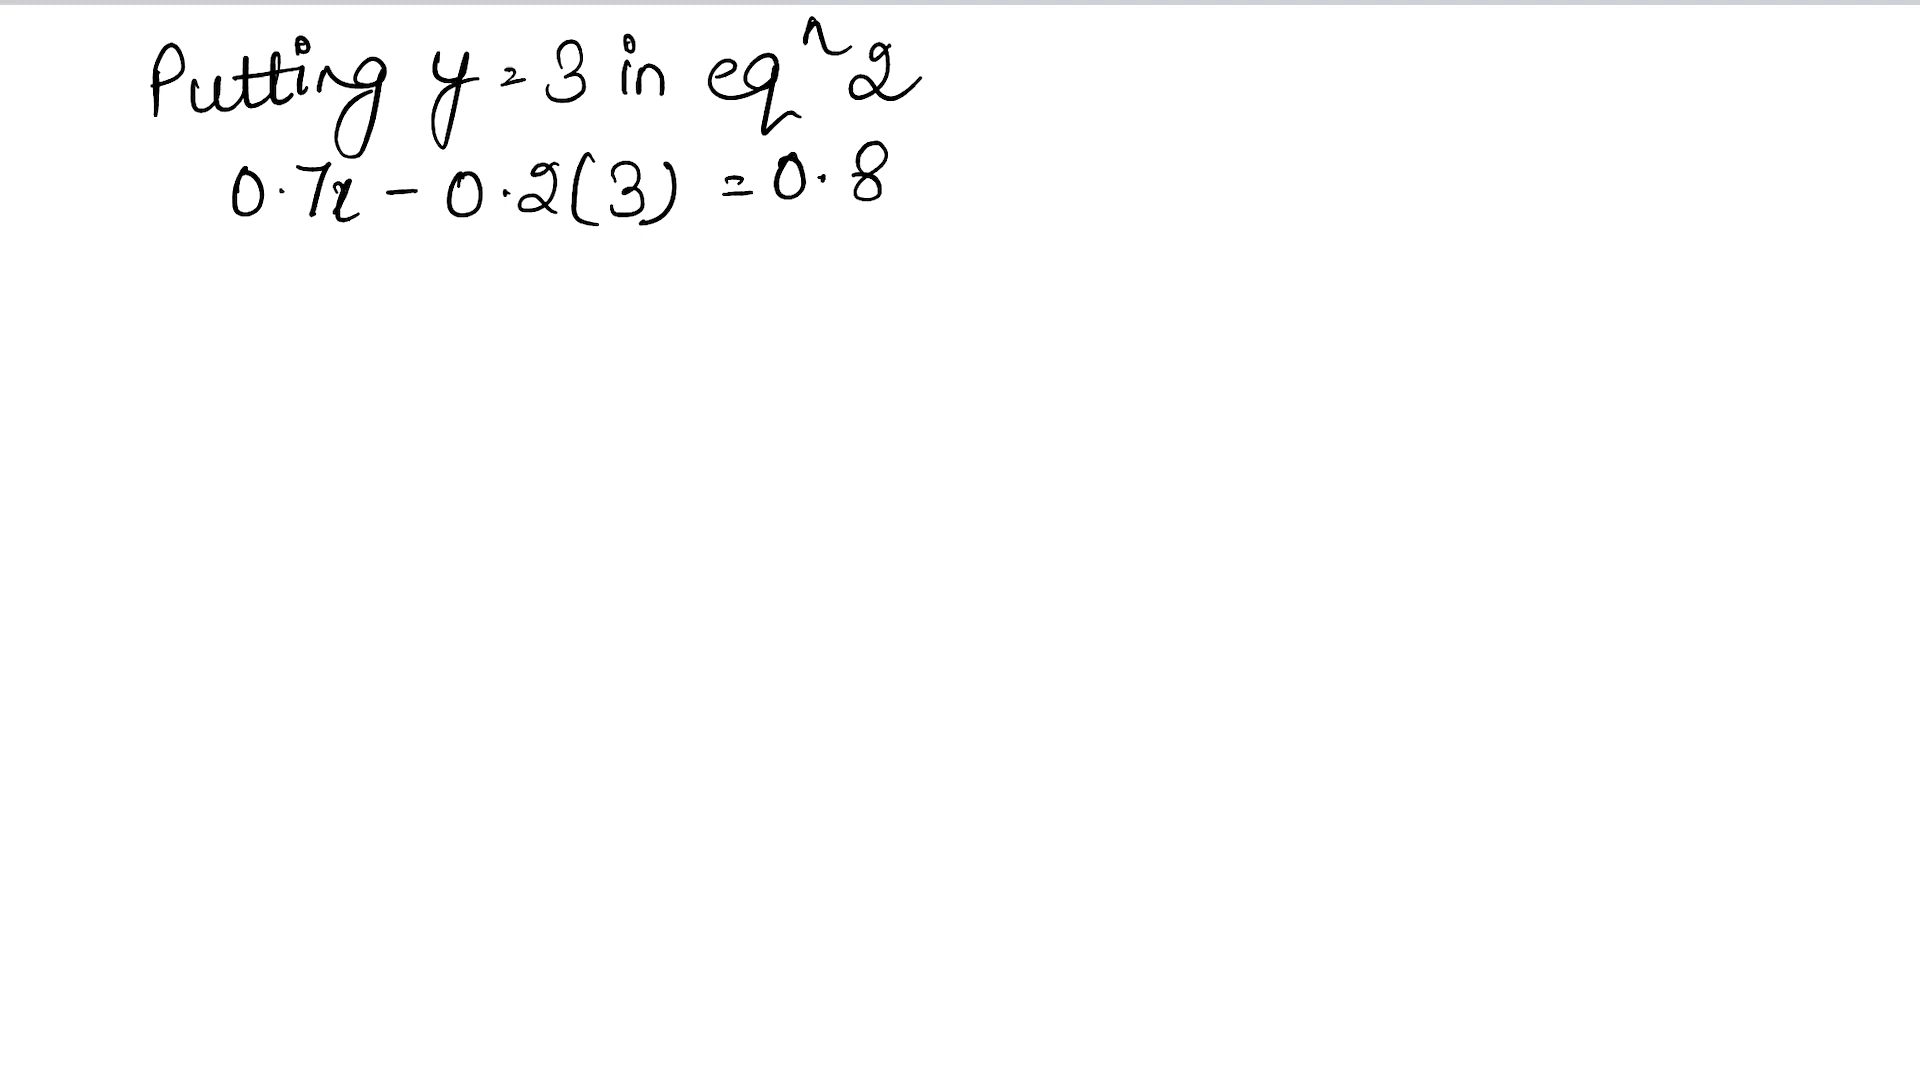 Putting y = 3 in eqⁿ 2
0.7x - 0.2(3) = 0.8